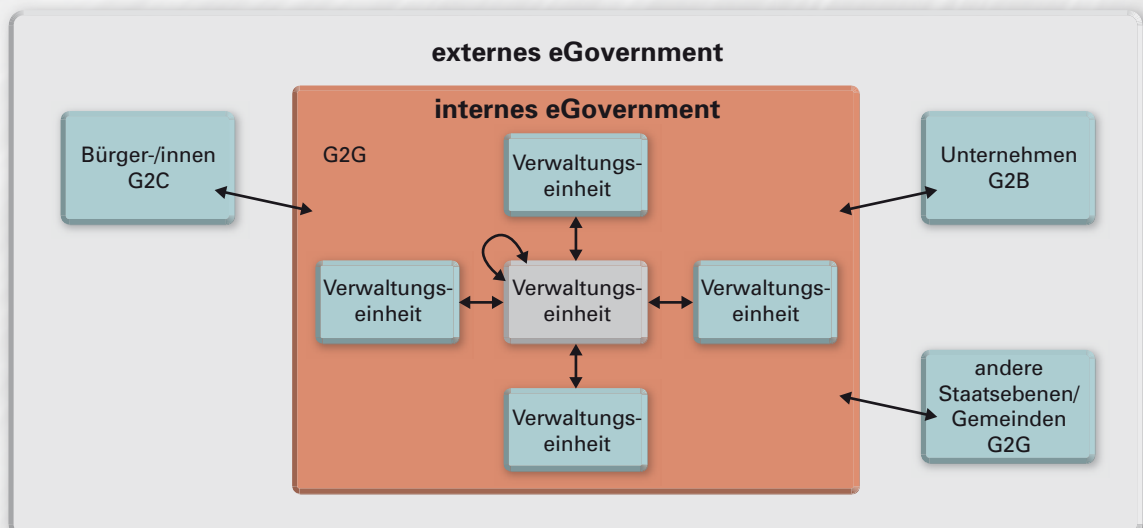 externes eGovernment
internes eGovernment
Bürger-/innen
G2C
G2G
Verwaltungs-
einheit
Unternehmen
G2B
Verwaltungs-
einheit
Verwaltungs-
einheit
Verwaltungs-
einheit
Verwaltungs-
einheit
andere
Staatsebenen/
Gemeinden
G2G